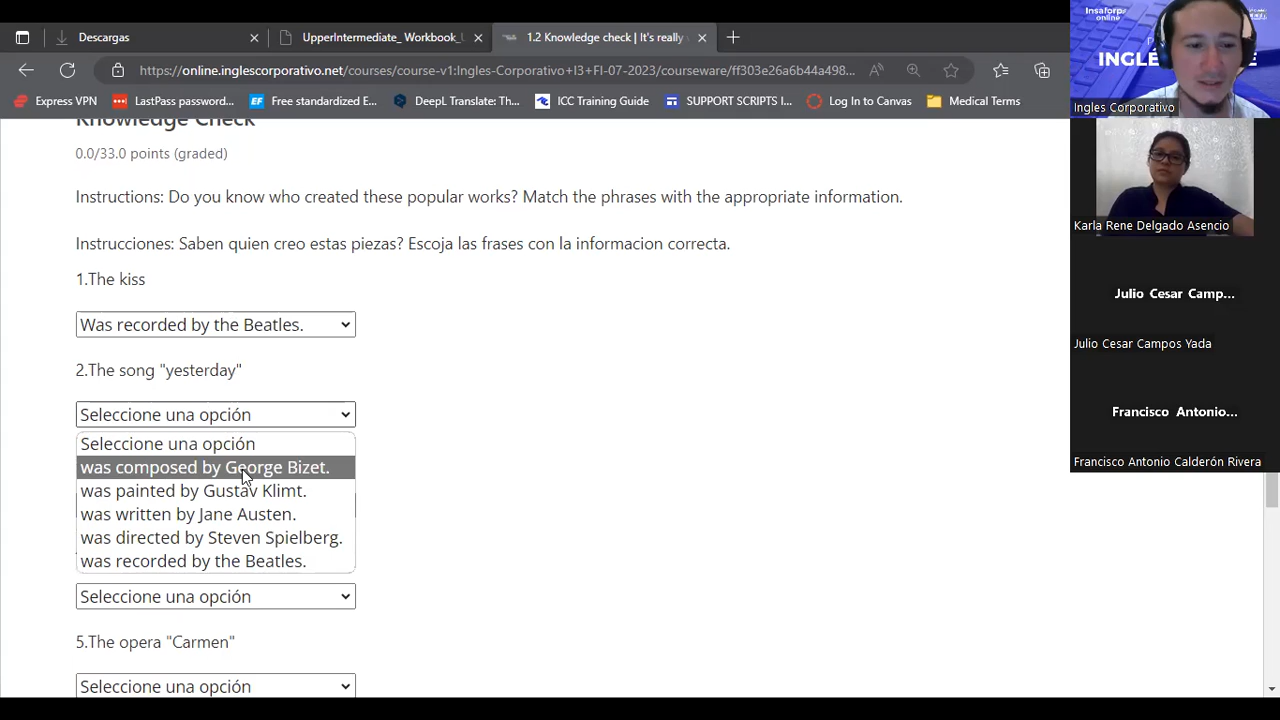 Descargas
UpperIntermediate_ Workbook_U
1.2 Knowledge check | It's really
https://online.inglescorporativo.net/courses/course-v1:Ingles-Corporativo+I3+FI-07-2023/courseware/ff303e26a6b44a498...
Express VPN
LastPass password...
Free standardized E...
DeepL Translate: Th...
ICC Training Guide
SUPPORT SCRIPTS I...
Log In to Canvas
Medical Terms
Knowledge Check
0.0/33.0 points (graded)
Instructions: Do you know who created these popular works? Match the phrases with the appropriate information.
Instrucciones: Saben quien creo estas piezas? Escoja las frases con la informacion correcta.
1.The kiss
Was recorded by the Beatles.
2.The song "yesterday"
Seleccione una opción
Seleccione una opción
was composed by George Bizet.
was painted by Gustav Klimt.
was written by Jane Austen.
was directed by Steven Spielberg.
was recorded by the Beatles.
Seleccione una opción
5.The opera "Carmen"
Seleccione una opción
Insaforp
online
Ingles Corporativo
Karla Rene Delgado Asencio
Julio Cesar Camp...
Julio Cesar Campos Yada
Francisco Antonio...
Francisco Antonio Calderón Rivera